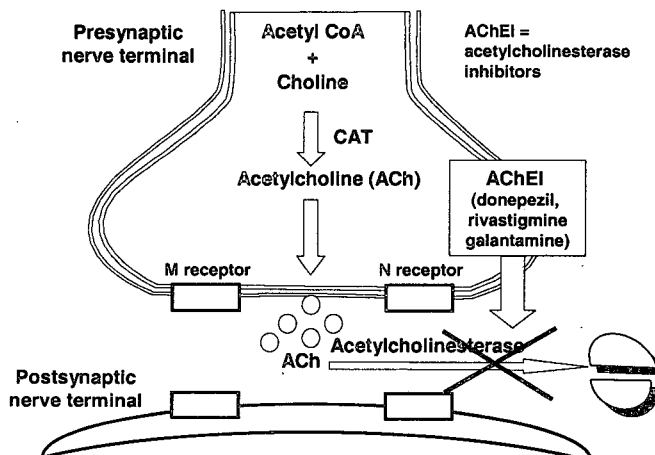 Presynaptic
nerve terminal
Acetyl CoA
+
Choline
AChEI =
acetylcholinesterase
inhibitors
CAT
Acetylcholine (ACh)
AChEI
(donepezil,
rivastigmine
galantamine)
M receptor
N receptor
Acetylcholinesterase
ACh
Postsynaptic
nerve terminal